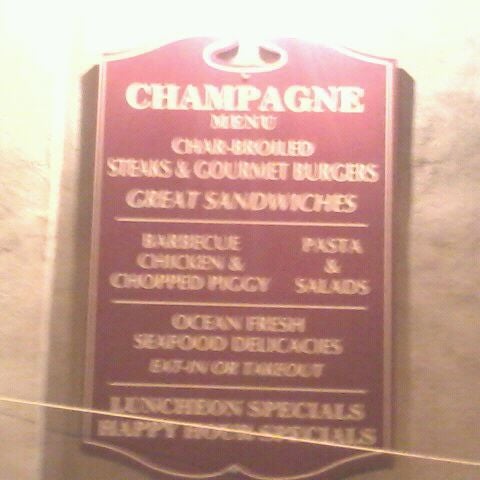 CHAMPAGNE
MENU
CHAR-BROILED
STEAKS & GOURMET BURGERS
GREAT SANDWICHES
BARBECUE
CHICKEN &
CHOPPED PIGGY
PASTA
&
SALADS
OCEAN FRESH
SEAFOOD DELICACIES
EAT-IN OR TAKEOUT
LUNCHEON SPECIALS
HAPPY HOUR SPECIALS